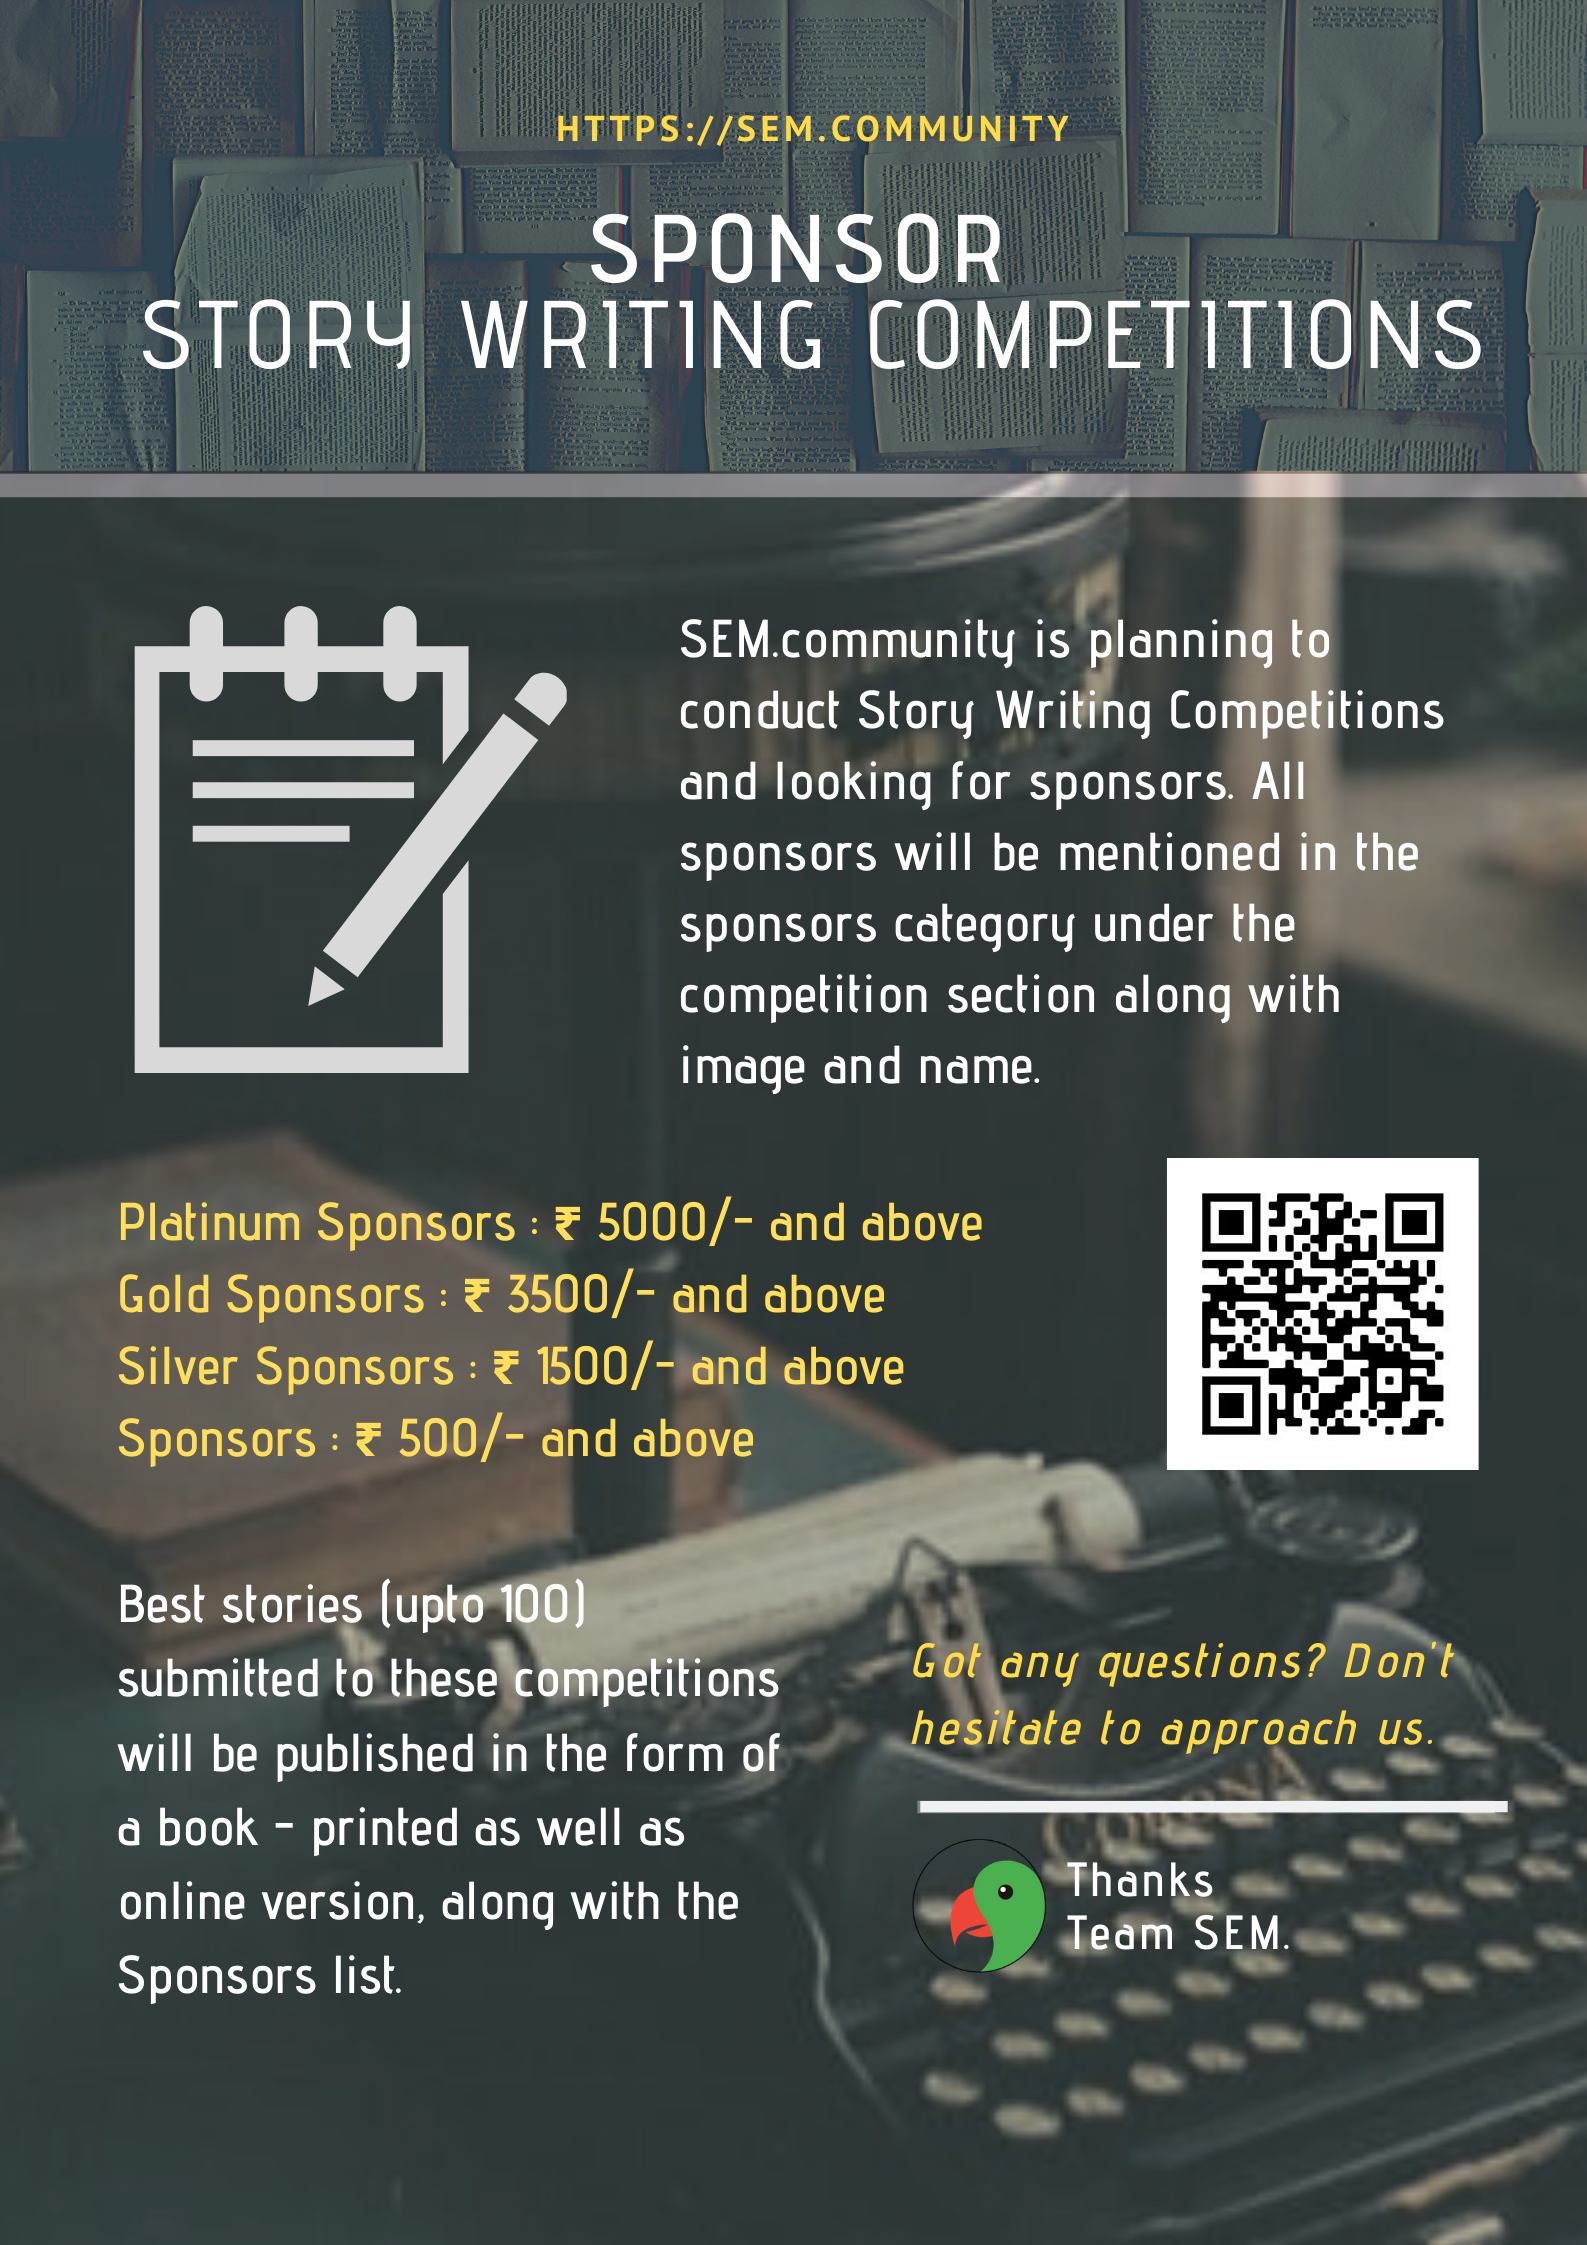 HTTPS://SEM.COMMUNITY
SPONSOR
STORY WRITING COMPETITIONS
SEM.community is planning to
conduct Story Writing Competitions
and looking for sponsors. All
sponsors will be mentioned in the
sponsors category under the
competition section along with
image and name.
Platinum Sponsors : ₹ 5000/- and above
Gold Sponsors : ₹ 3500/- and above
Silver Sponsors : ₹ 1500/- and above
Sponsors : ₹ 500/- and above
Best stories (upto 100)
submitted to these competitions
will be published in the form of
a book - printed as well as
online version, along with the
Sponsors list.
Got any questions? Don't
hesitate to approach us.
CORONA
Thanks
Team SEM.